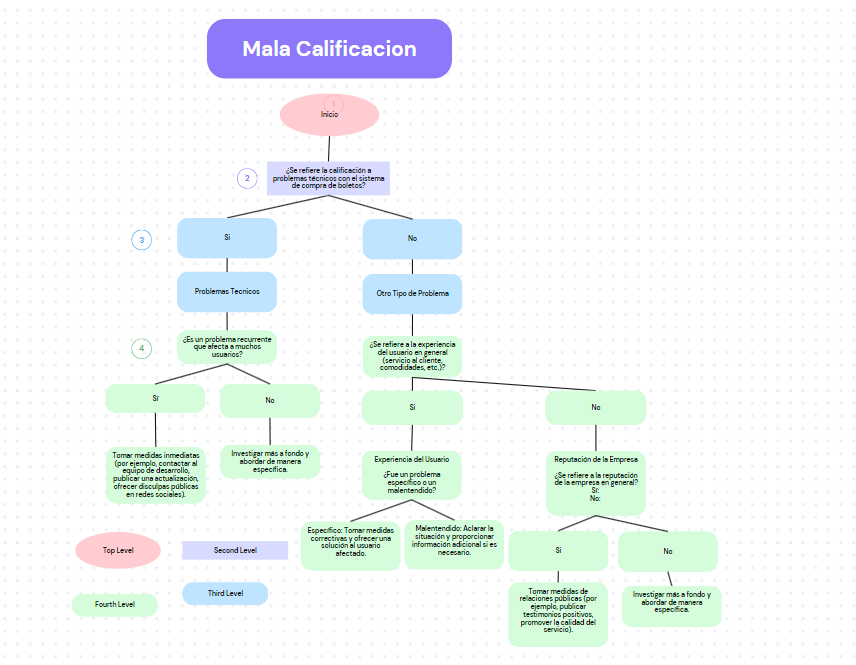 Mala Calificacion
1
Inicio
2
¿Se refiere la calificación a
problemas técnicos con el sistema
de compra de boletos?
3
Si
No
Problemas Tecnicos
Otro Tipo de Problema
4
¿Es un problema recurrente
que afecta a muchos
usuarios?
¿Se refiere a la experiencia
del usuario en general
(servicio al cliente,
comodidades, etc.)?
Sí
No
Si
No
Tomar medidas inmediatas
(por ejemplo, contactar al
equipo de desarrollo,
publicar una actualización,
ofrecer disculpas públicas
en redes sociales).
Investigar más a fondo y
abordar de manera
específica.
Experiencia del Usuario
¿Fue un problema
específico o un
malentendido?
Reputación de la Empresa
¿Se refiere a la reputación
de la empresa en general?
Sí:
No:
Específico: Tomar medidas
correctivas y ofrecer una
solución al usuario
afectado.
Malentendido: Aclarar la
situación y proporcionar
información adicional si es
necesario.
Si
No
Tomar medidas de
relaciones públicas (por
ejemplo, publicar
testimonios positivos,
promover la calidad del
servicio).
Investigar más a fondo y
abordar de manera
específica.
Top Level
Second Level
Fourth Level
Third Level